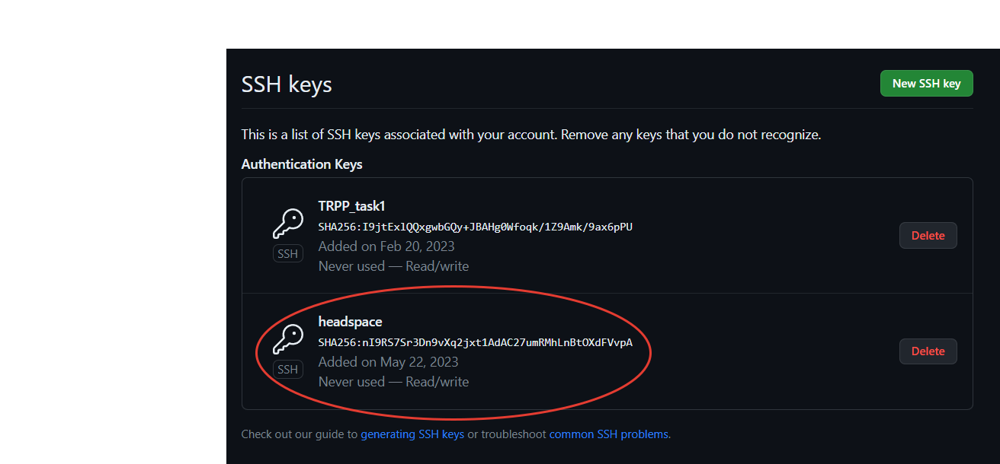 SSH keys
New SSH key
This is a list of SSH keys associated with your account. Remove any keys that you do not recognize.
Authentication Keys
TRPP_task1
SHA256:I9jtExlQQxgwbGQy+JBAHg0Wfoqk/1Z9Amk/9ax6pPU
Added on Feb 20, 2023
Never used — Read/write
SSH
Delete
headspace
SHA256:nI9RS7Sr3Dn9vXq2jxt1AdAC27umRMhLnBtOXdFVvpA
Added on May 22, 2023
Never used — Read/write
SSH
Delete
Check out our guide to generating SSH keys or troubleshoot common SSH problems.